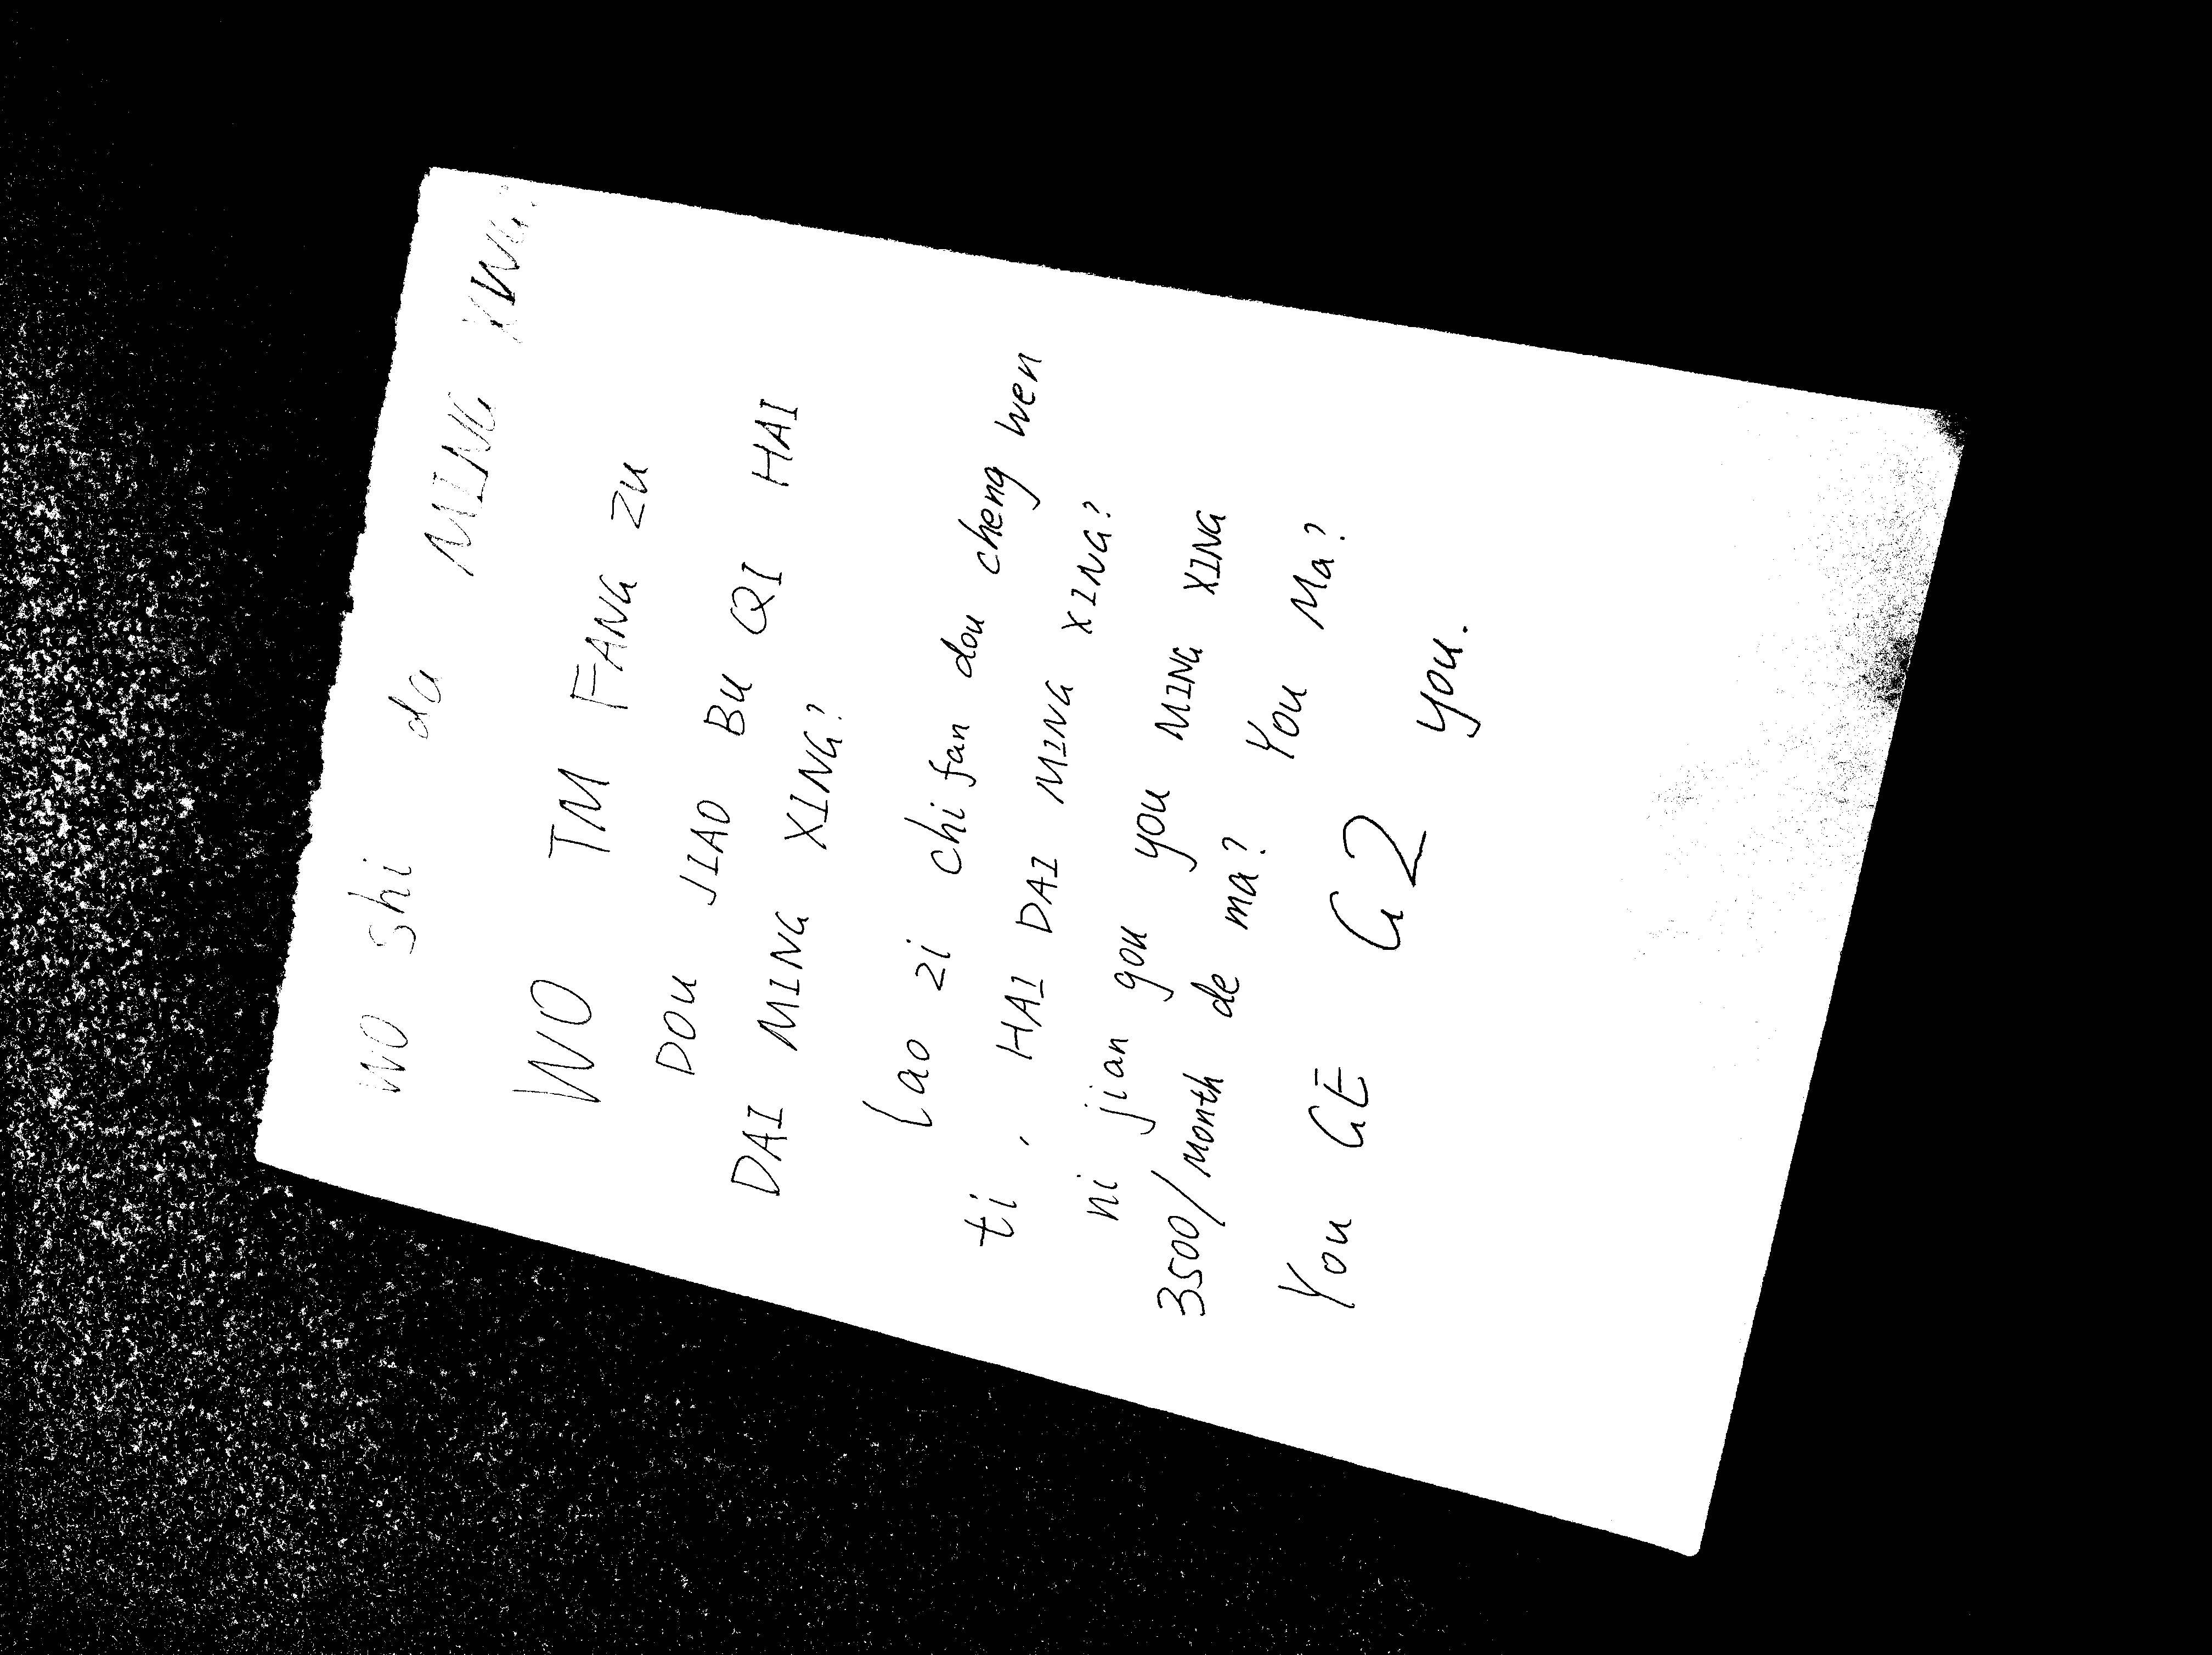 wo shi da MING XING.
WO TM FANG ZU
DOU JIAO BU QI HAI
DAI MING XING?
lao zi chi fan dou cheng wen
ti, HAI DAI MING XING?
ni jian gou you MING XING
3500/month de ma? You Ma?
You GE G2 you.